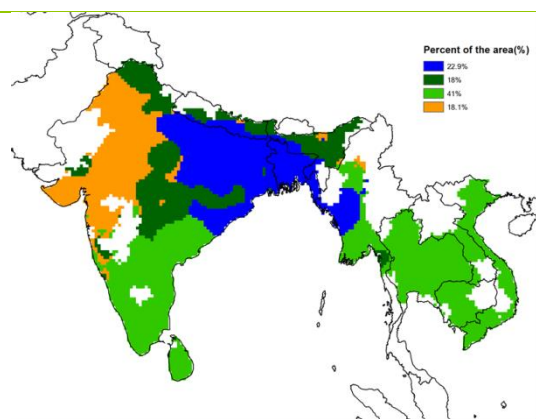 Percent of the area(%)
22.9%
18%
41%
18.1%